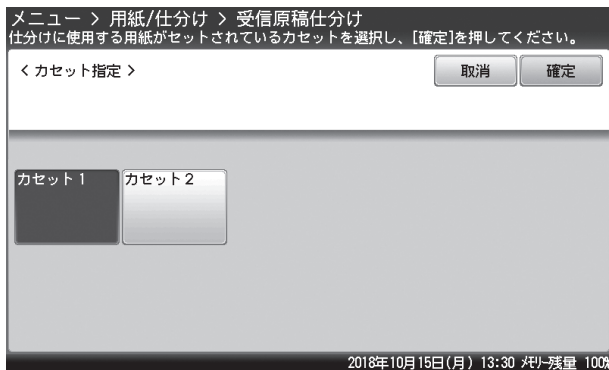 メニュー > 用紙/仕分け > 受信原稿仕分け
仕分けに使用する用紙がセットされているカセットを選択し、[確定]を押してください。
< カセット指定 >
取消 確定
カセット1 カセット2
2018年10月15日(月) 13:30 ﾒﾓﾘｰ残量 100%